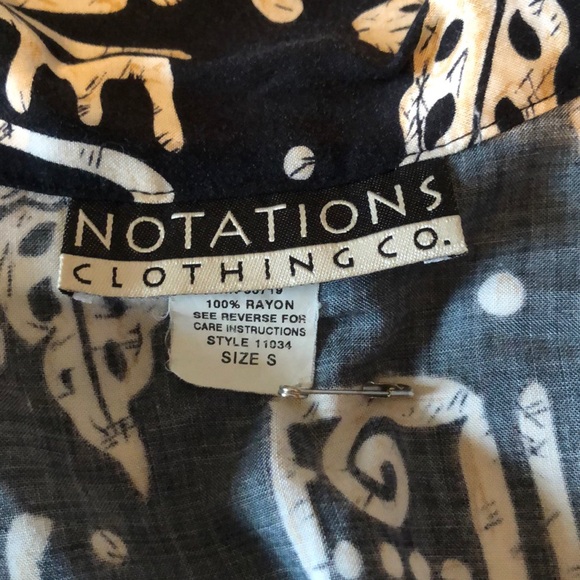 NOTATIONS
CLOTHING CO.
100% RAYON
SEE REVERSE FOR
CARE INSTRUCTIONS
STYLE 11034
SIZE S